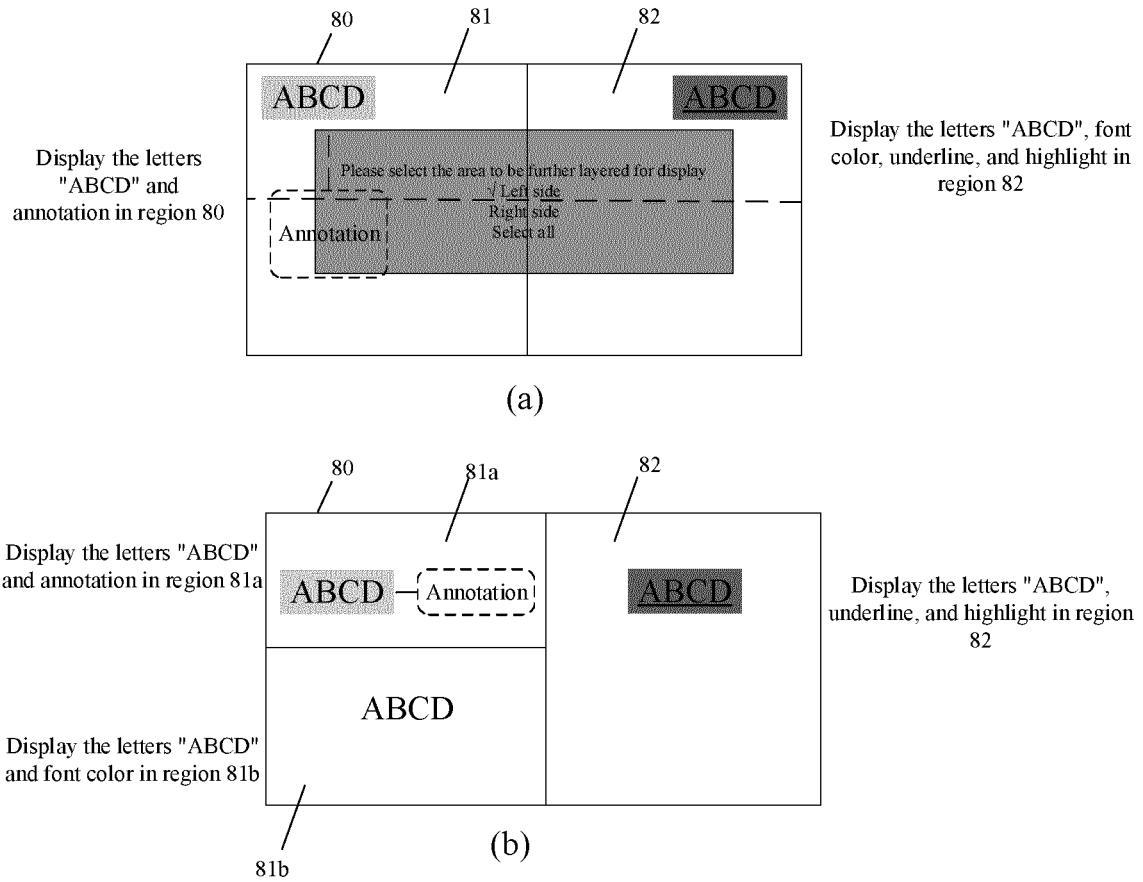 80
81
82
ABCD
ABCD
Display the letters
"ABCD" and
annotation in region 80
Please select the area to be further layered for display
√ Left side
Right side
Select all
Annotation
Display the letters "ABCD", font
color, underline, and highlight in
region 82
(a)
80
81a
82
Display the letters "ABCD"
and annotation in region 81a
ABCD
Annotation
ABCD
Display the letters "ABCD",
underline, and highlight in region
82
ABCD
Display the letters "ABCD"
and font color in region 81b
(b)
81b